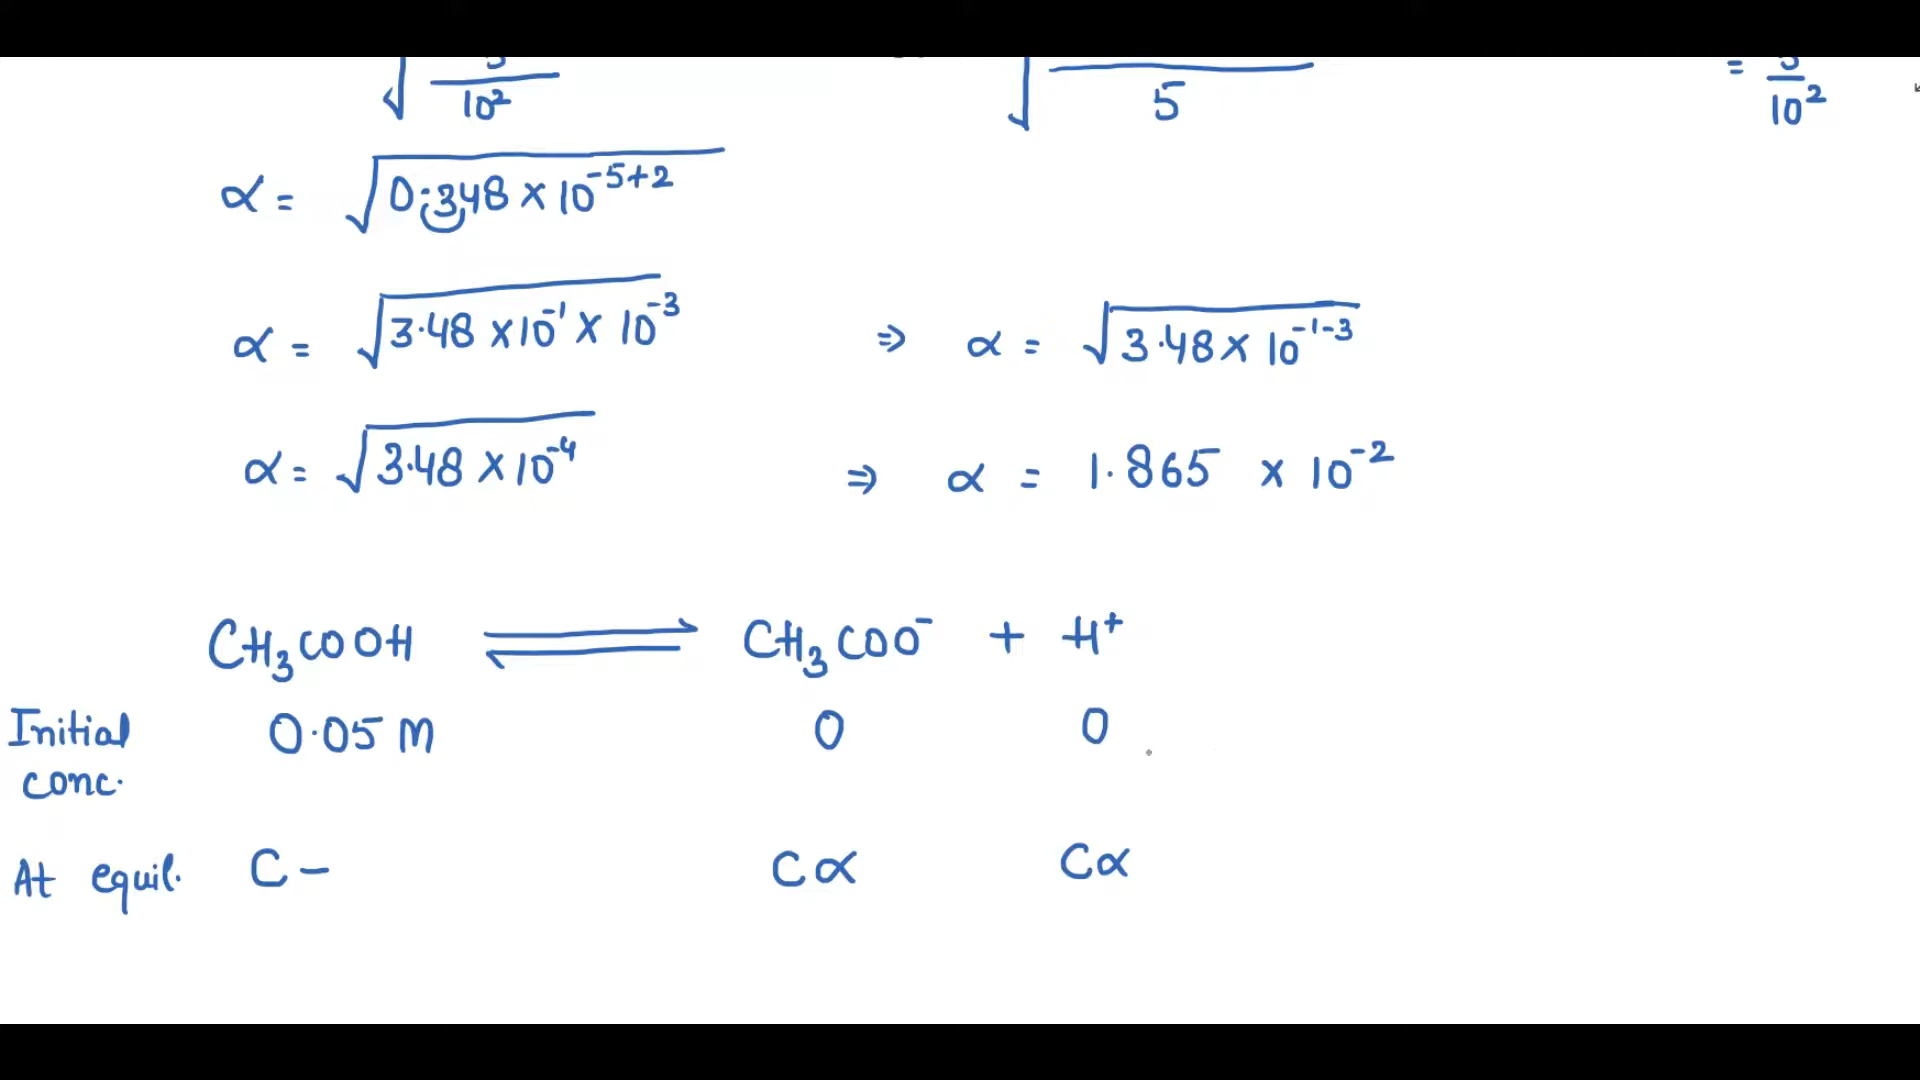 √ 10² √ 5 = 10²
α = √0.348 × 10⁻⁵⁺²
α = √3.48 × 10⁻¹ × 10⁻³ ⇒ α = √3.48 × 10⁻¹⁻³
α = √3.48 × 10⁻⁴ ⇒ α = 1.865 × 10⁻²
CH₃COOH ⇌ CH₃COO⁻ + H⁺
Initial conc. 0.05 M 0 0
At equil. C – Cα Cα